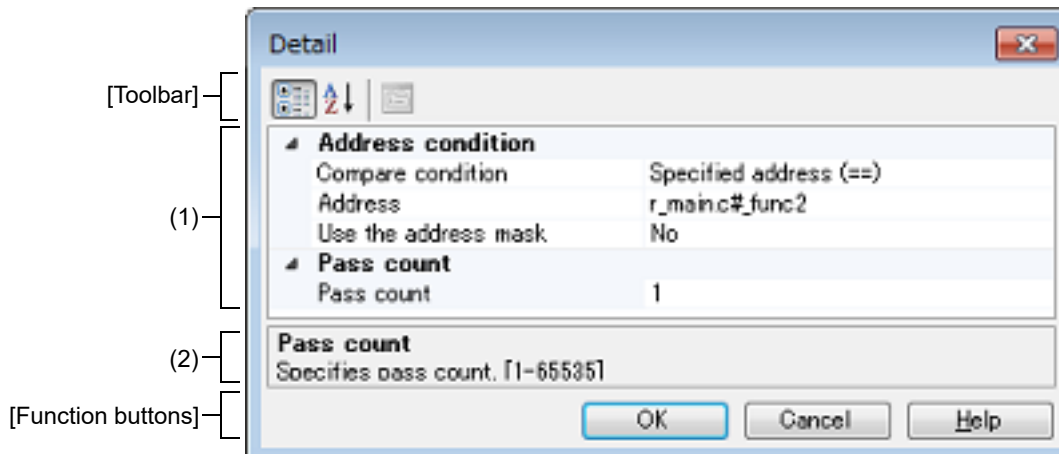 Detail
[Toolbar]
A
Z
Address condition
Compare condition Specified address (==)
Address r_main.c#_func2
Use the address mask No
(1)
Pass count
Pass count 1
(2)
Pass count
Specifies pass count. [1-65535]
[Function buttons]
OK Cancel Help